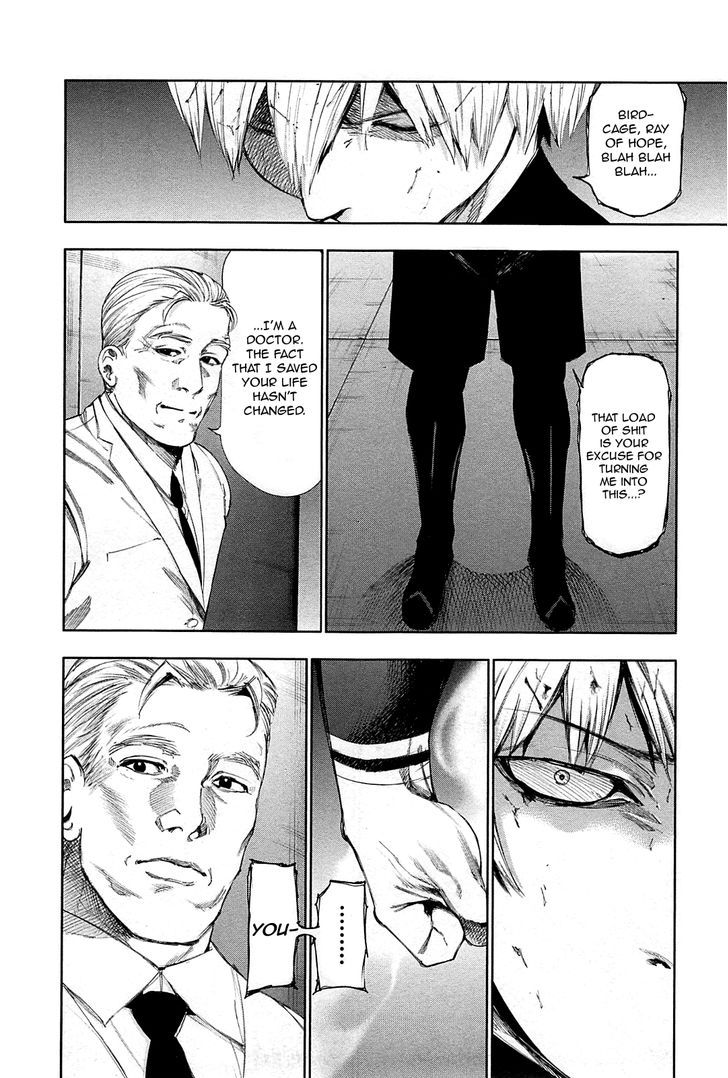 BIRD-
CAGE, RAY
OF HOPE,
BLAH BLAH
BLAH...
THAT LOAD
OF SHIT
IS YOUR
EXCUSE FOR
TURNING
ME INTO
THIS...?
...I'M A
DOCTOR.
THE FACT
THAT I SAVED
YOUR LIFE
HASN'T
CHANGED.
........
YOU-